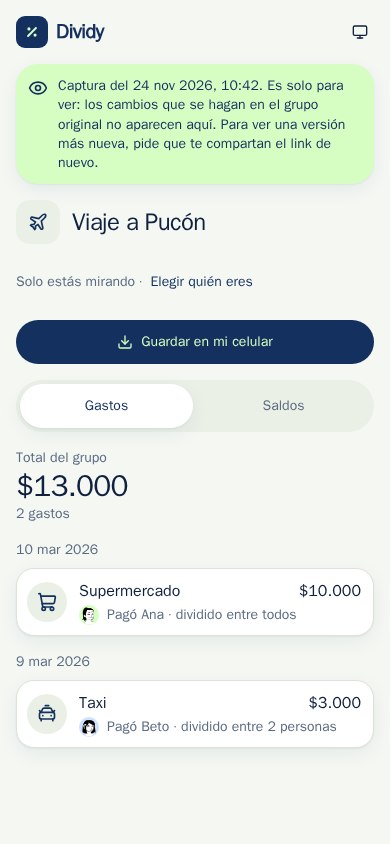 Dividy
Captura del 24 nov 2026, 10:42. Es solo para
ver: los cambios que se hagan en el grupo
original no aparecen aquí. Para ver una versión
más nueva, pide que te compartan el link de
nuevo.
Viaje a Pucón
Solo estás mirando · Elegir quién eres
Guardar en mi celular
Gastos
Saldos
Total del grupo
$13.000
2 gastos
10 mar 2026
Supermercado $10.000
Pagó Ana · dividido entre todos
9 mar 2026
Taxi $3.000
Pagó Beto · dividido entre 2 personas